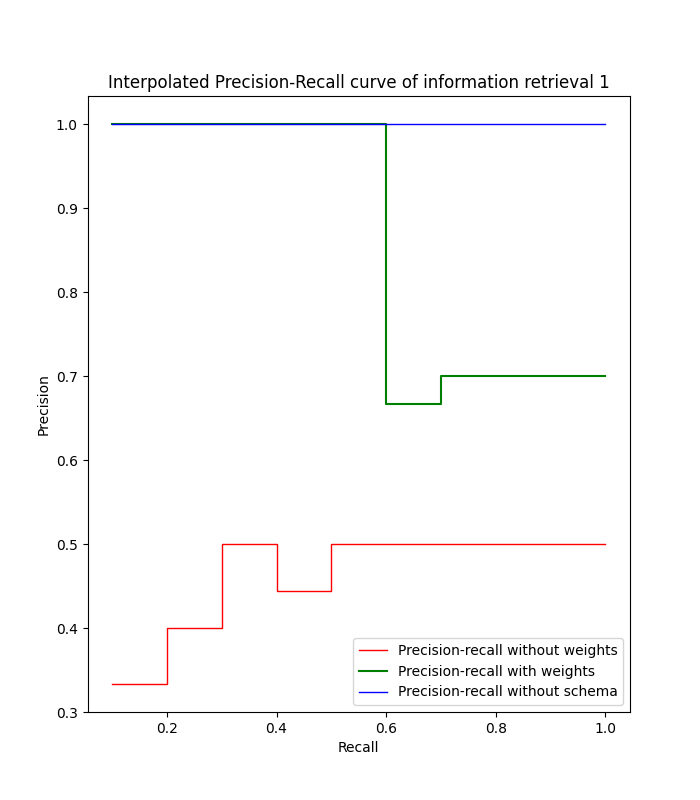 Interpolated Precision-Recall curve of information retrieval 1
1.0
0.9
0.8
0.7
0.6
0.5
0.4
0.3
Precision
Precision-recall without weights
Precision-recall with weights
Precision-recall without schema
0.2 0.4 0.6 0.8 1.0
Recall